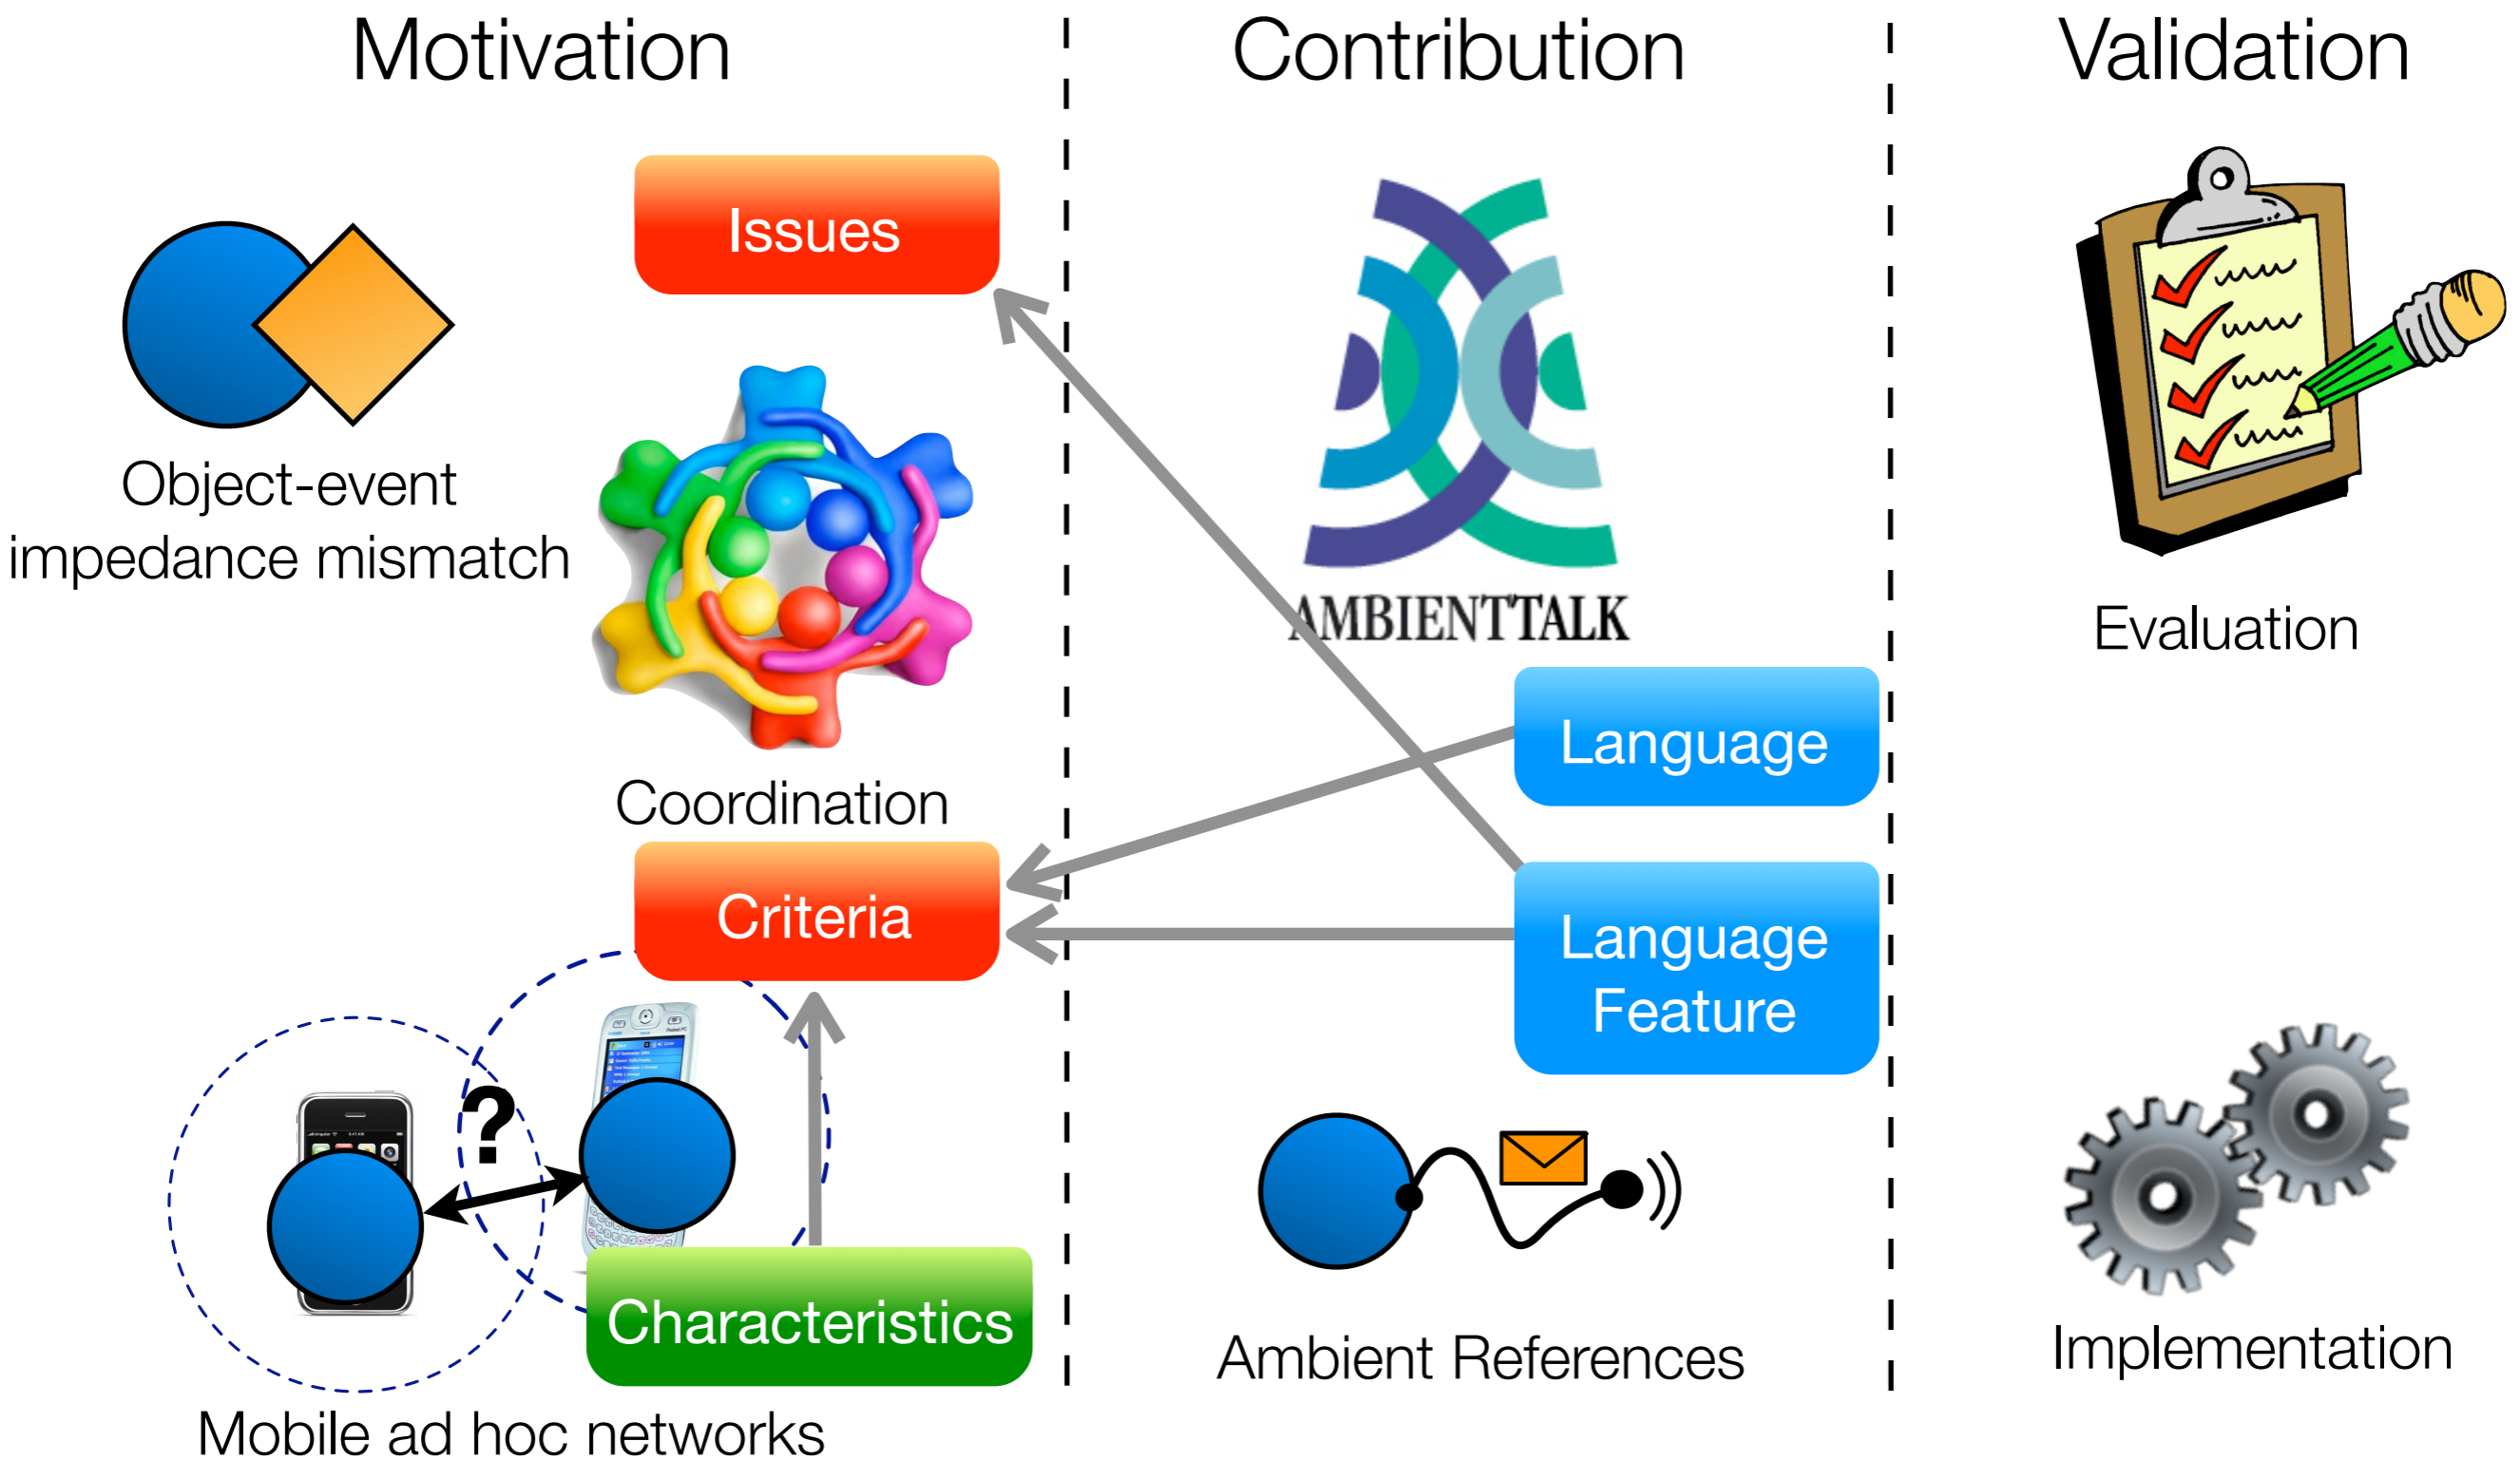 Motivation
Contribution
Validation
Issues
Object-event
impedance mismatch
AMBIENTTALK
Evaluation
Language
Coordination
Criteria
Language
Feature
?
Characteristics
Ambient References
Implementation
Mobile ad hoc networks